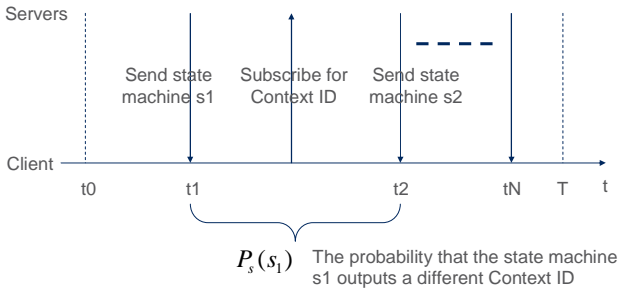 Servers
Send state
machine s1
Subscribe for
Context ID
Send state
machine s2
Client
t0
t1
t2
tN
T
t
P_s(s_1)
The probability that the state machine
s1 outputs a different Context ID